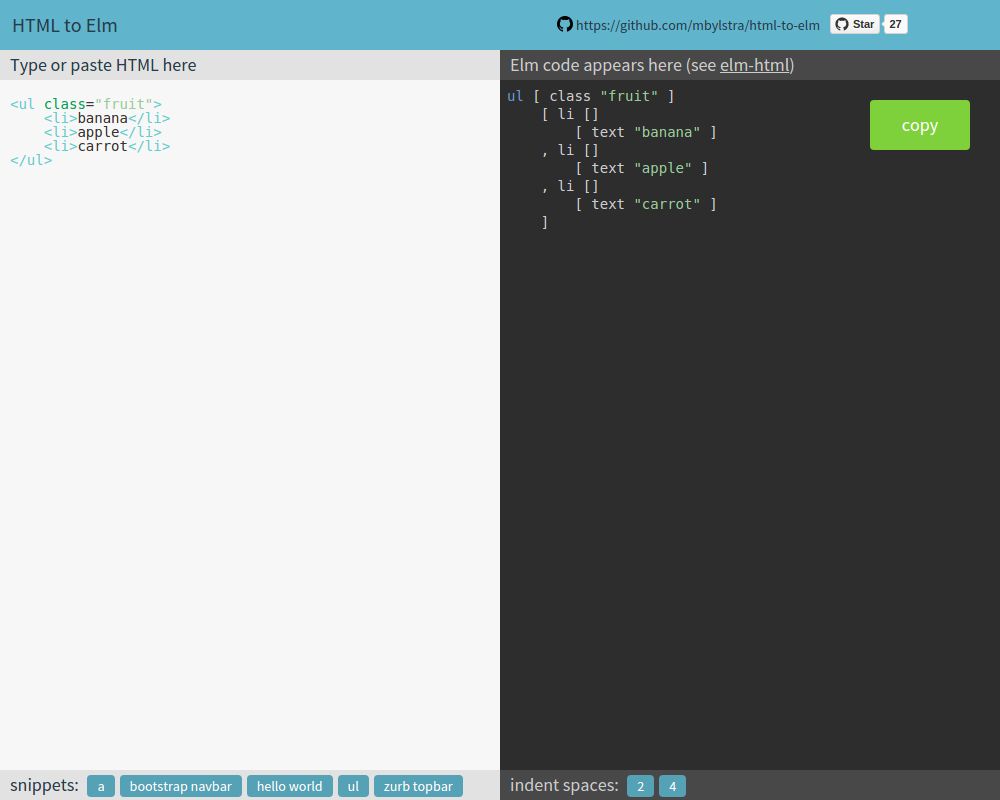 HTML to Elm
https://github.com/mbylstra/html-to-elm Star 27
Type or paste HTML here
<ul class="fruit">
    <li>banana</li>
    <li>apple</li>
    <li>carrot</li>
</ul>
Elm code appears here (see elm-html)
ul [ class "fruit" ]
    [ li []
        [ text "banana" ]
    , li []
        [ text "apple" ]
    , li []
        [ text "carrot" ]
    ]
copy
snippets: a bootstrap navbar hello world ul zurb topbar
indent spaces: 2 4